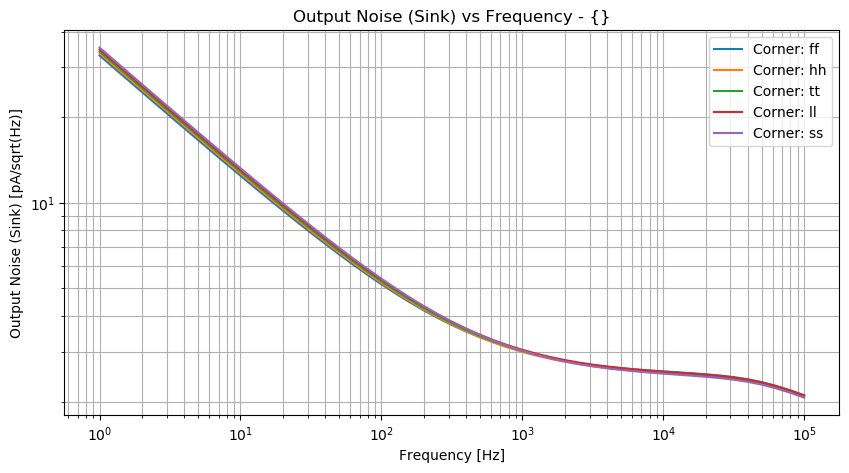 Output Noise (Sink) vs Frequency - {}
Output Noise (Sink) [pA/sqrt(Hz)]
10¹
Corner: ff
Corner: hh
Corner: tt
Corner: ll
Corner: ss
10⁰ 10¹ 10² 10³ 10⁴ 10⁵
Frequency [Hz]